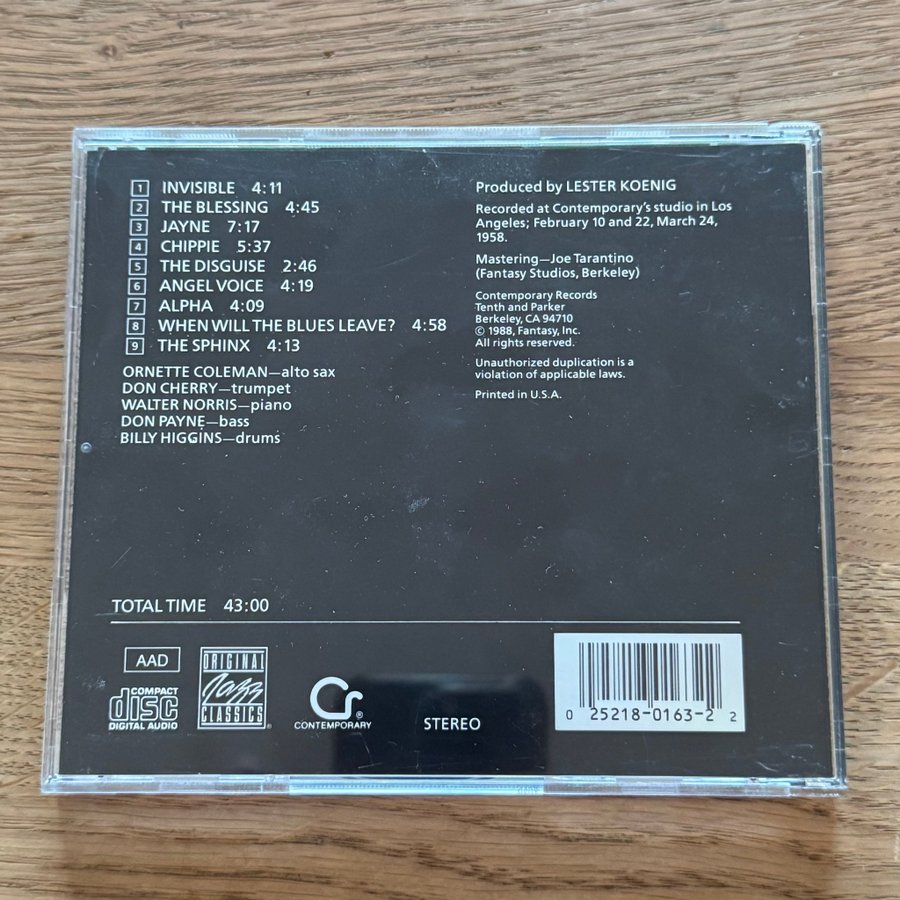 1 INVISIBLE 4:11
2 THE BLESSING 4:45
3 JAYNE 7:17
4 CHIPPIE 5:37
5 THE DISGUISE 2:46
6 ANGEL VOICE 4:19
7 ALPHA 4:09
8 WHEN WILL THE BLUES LEAVE? 4:58
9 THE SPHINX 4:13
ORNETTE COLEMAN—alto sax
DON CHERRY—trumpet
WALTER NORRIS—piano
DON PAYNE—bass
BILLY HIGGINS—drums
Produced by LESTER KOENIG
Recorded at Contemporary's studio in Los
Angeles; February 10 and 22, March 24,
1958.
Mastering—Joe Tarantino
(Fantasy Studios, Berkeley)
Contemporary Records
Tenth and Parker
Berkeley, CA 94710
© 1988, Fantasy, Inc.
All rights reserved.
Unauthorized duplication is a
violation of applicable laws.
Printed in U.S.A.
TOTAL TIME 43:00
AAD
COMPACT
disc
DIGITAL AUDIO
ORIGINAL
Jazz
CLASSICS®
Cr®
CONTEMPORARY
STEREO
0 25218-0163-2 2